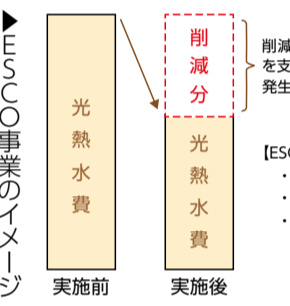 ▶ESCO事業のイメージ
光熱水費
実施前
削減分
光熱水費
実施後
削減
を支
発生
【ESC
・
・
・